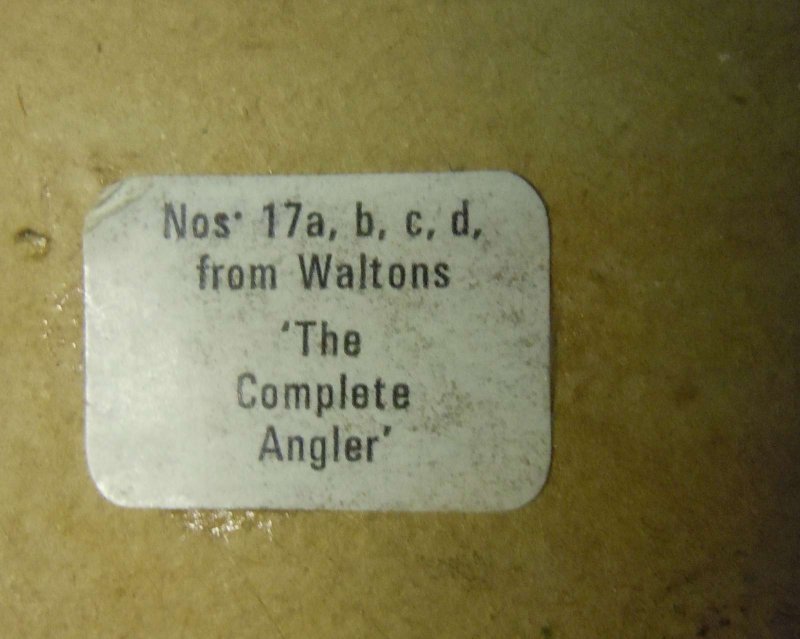 Nos· 17a, b, c, d,
from Waltons
‘The
Complete
Angler’